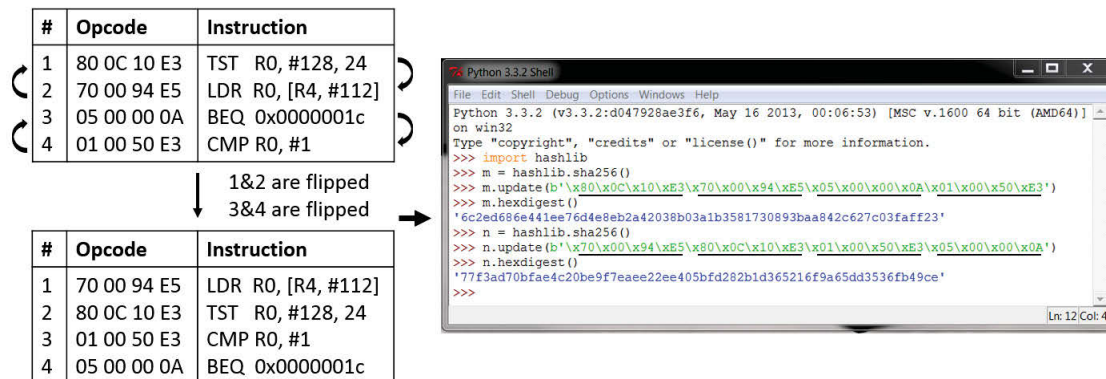 # Opcode Instruction
1 80 0C 10 E3 TST R0, #128, 24
2 70 00 94 E5 LDR R0, [R4, #112]
3 05 00 00 0A BEQ 0x0000001c
4 01 00 50 E3 CMP R0, #1
1&2 are flipped
3&4 are flipped
# Opcode Instruction
1 70 00 94 E5 LDR R0, [R4, #112]
2 80 0C 10 E3 TST R0, #128, 24
3 01 00 50 E3 CMP R0, #1
4 05 00 00 0A BEQ 0x0000001c
Python 3.3.2 Shell
File Edit Shell Debug Options Windows Help
Python 3.3.2 (v3.3.2:d047928ae3f6, May 16 2013, 00:06:53) [MSC v.1600 64 bit (AMD64)]
on win32
Type "copyright", "credits" or "license()" for more information.
>>> import hashlib
>>> m = hashlib.sha256()
>>> m.update(b'\x80\x0C\x10\xE3\x70\x00\x94\xE5\x05\x00\x00\x0A\x01\x00\x50\xE3')
>>> m.hexdigest()
'6c2ed686e441ee76d4e8eb2a42038b03a1b3581730893baa842c627c03faff23'
>>> n = hashlib.sha256()
>>> n.update(b'\x70\x00\x94\xE5\x80\x0C\x10\xE3\x01\x00\x50\xE3\x05\x00\x00\x0A')
>>> n.hexdigest()
'77f3ad70bfae4c20be9f7eaee22ee405bfd282b1d365216f9a65dd3536fb49ce'
>>>
Ln: 12 Col: 4